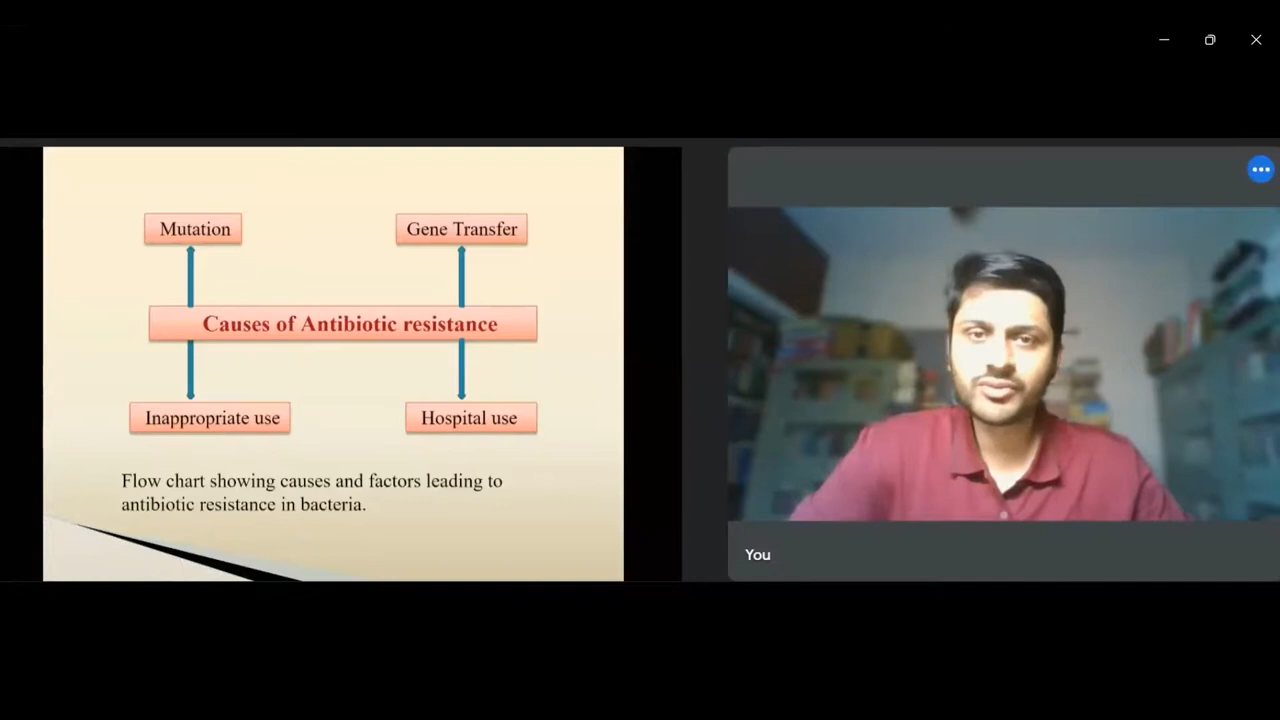 Mutation
Gene Transfer
Causes of Antibiotic resistance
Inappropriate use
Hospital use
Flow chart showing causes and factors leading to
antibiotic resistance in bacteria.
You